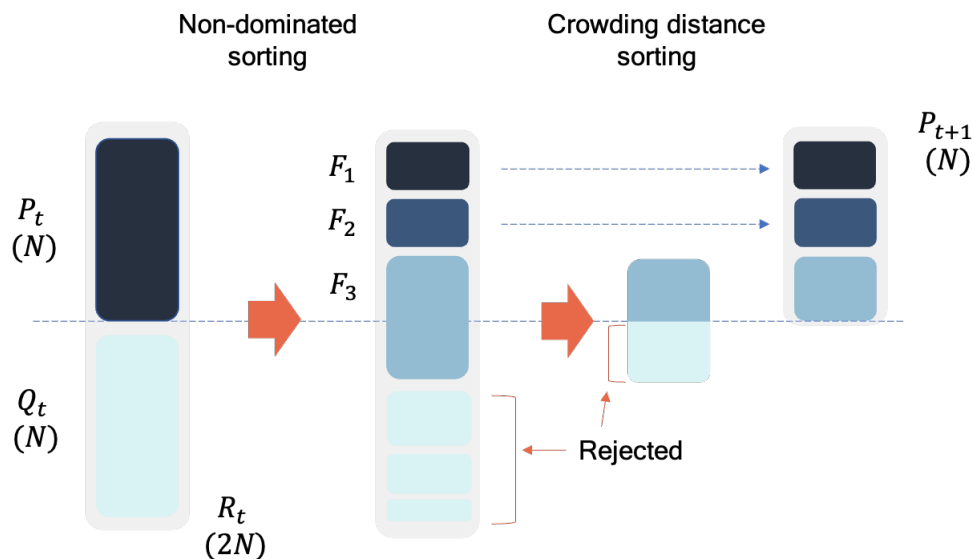 Non-dominated
sorting
Crowding distance
sorting
P_{t+1}
(N)
F_1
P_t
(N)
F_2
F_3
Q_t
(N)
Rejected
R_t
(2N)